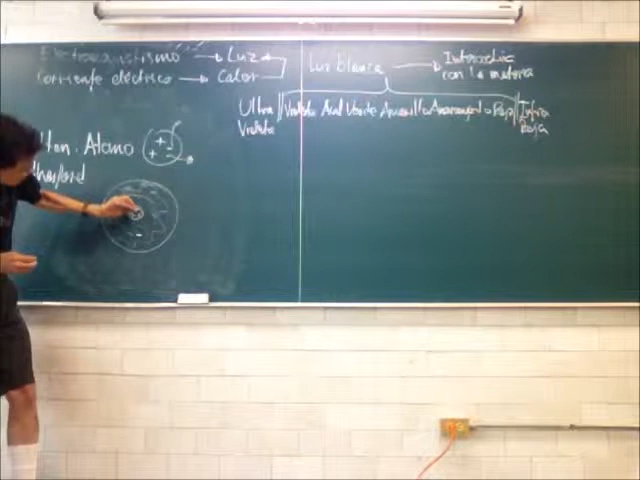 Electromagnetismo → Luz
Corriente eléctrica → Calor
Luz blanca → Interacción
con la materia
Ultra Violeta Azul Verde Amarillo Anaranjado Rojo Infra
Violeta Roja
Atomo
+ -
+ -
-